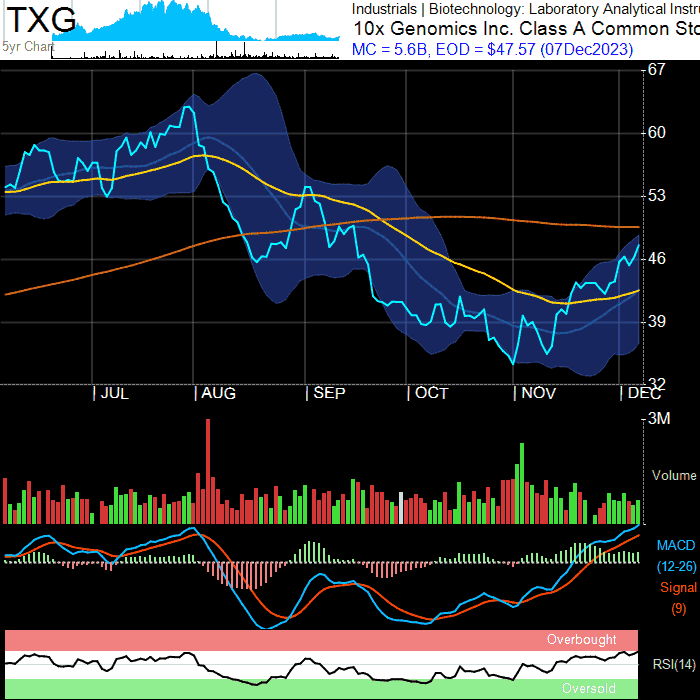 TXG
5yr Chart
Industrials | Biotechnology: Laboratory Analytical Instru
10x Genomics Inc. Class A Common Sto
MC = 5.6B, EOD = $47.57 (07Dec2023)
67
60
53
46
39
32
JUL
AUG
SEP
OCT
NOV
DEC
3M
Volume
MACD
(12-26)
Signal
(9)
Overbought
RSI(14)
Oversold